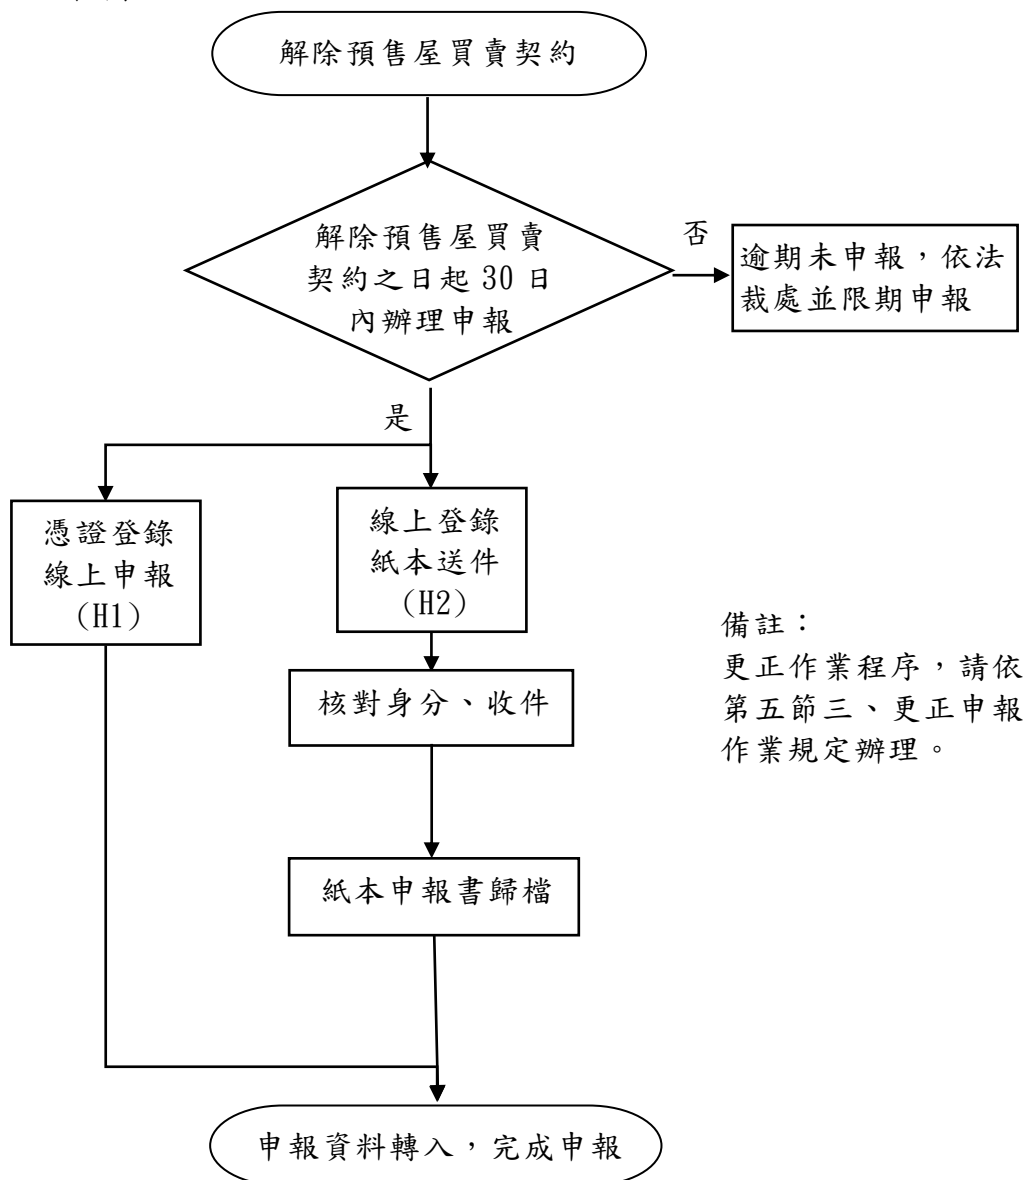 解除預售屋買賣契約
解除預售屋買賣
契約之日起 30 日
內辦理申報
否
逾期未申報，依法
裁處並限期申報
是
憑證登錄
線上申報
(H1)
線上登錄
紙本送件
(H2)
核對身分、收件
備註：
更正作業程序，請依
第五節三、更正申報
作業規定辦理。
紙本申報書歸檔
申報資料轉入，完成申報